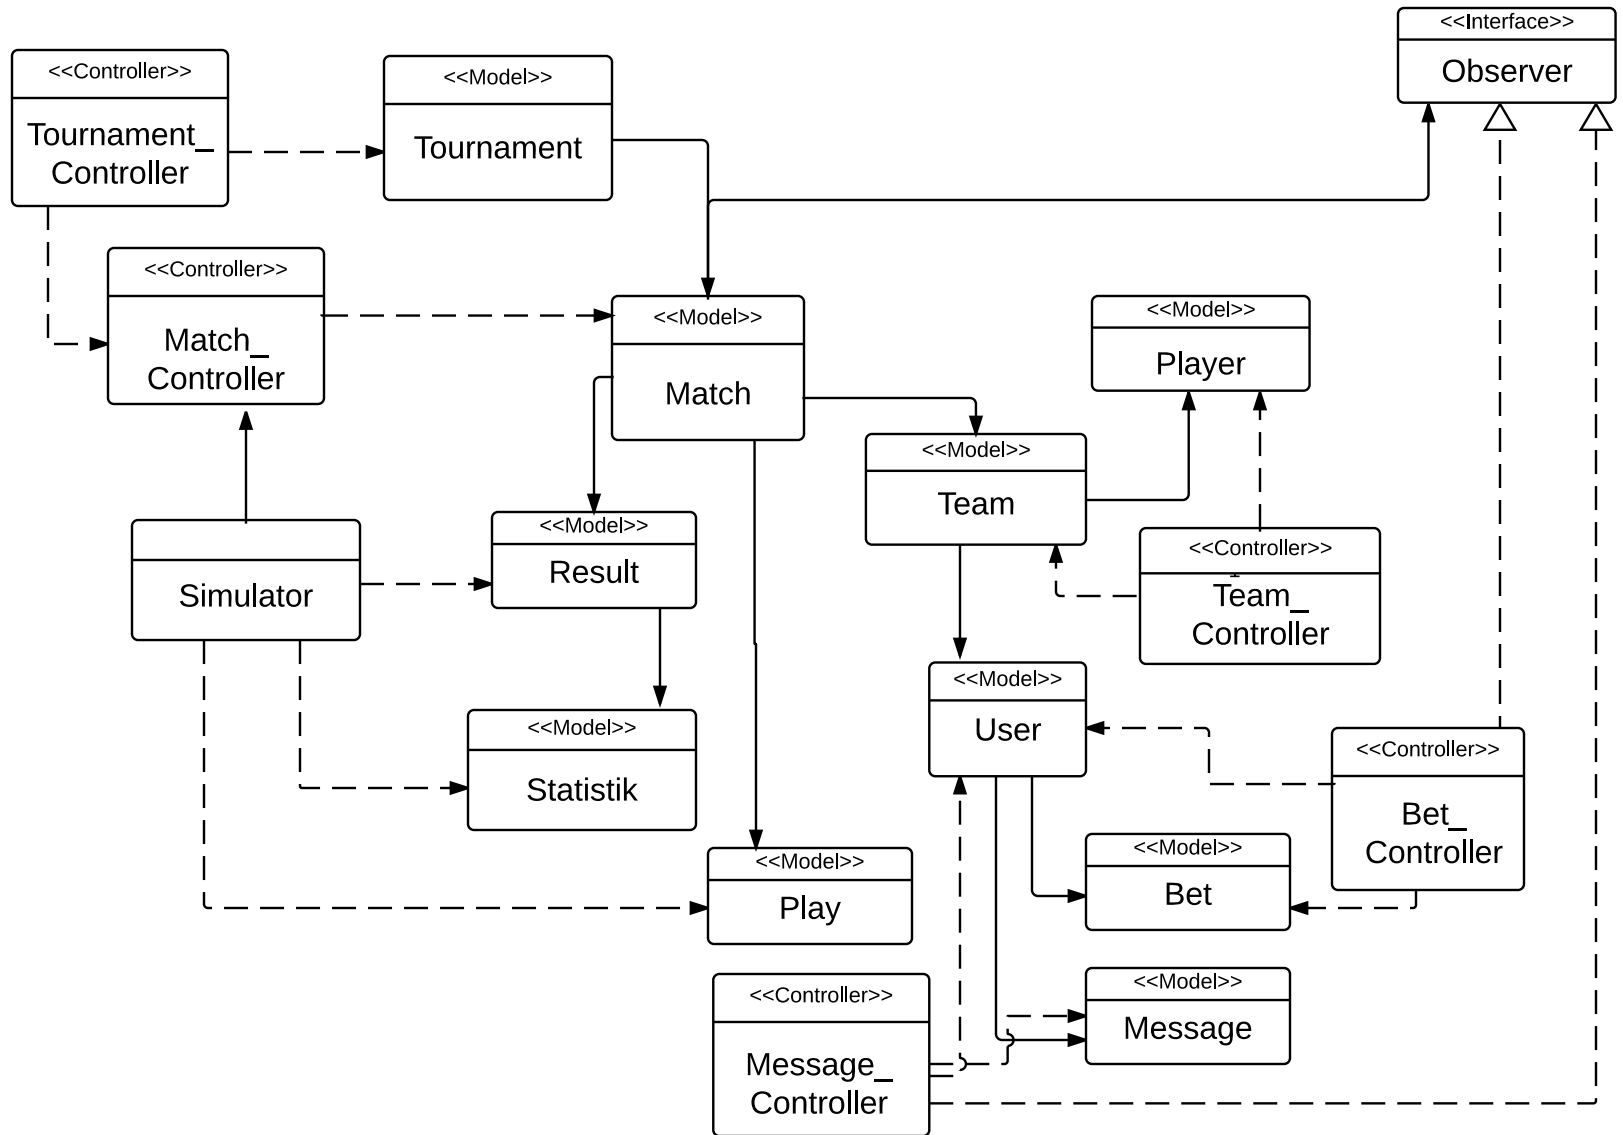 <<Interface>>
Observer
<<Controller>>
Tournament_
Controller
<<Model>>
Tournament
<<Controller>>
Match_
Controller
<<Model>>
Match
<<Model>>
Player
<<Model>>
Team
<<Controller>>
Team_
Controller
Simulator
<<Model>>
Result
<<Model>>
User
<<Model>>
Statistik
<<Controller>>
Bet_
Controller
<<Model>>
Bet
<<Model>>
Play
<<Model>>
Message
<<Controller>>
Message_
Controller